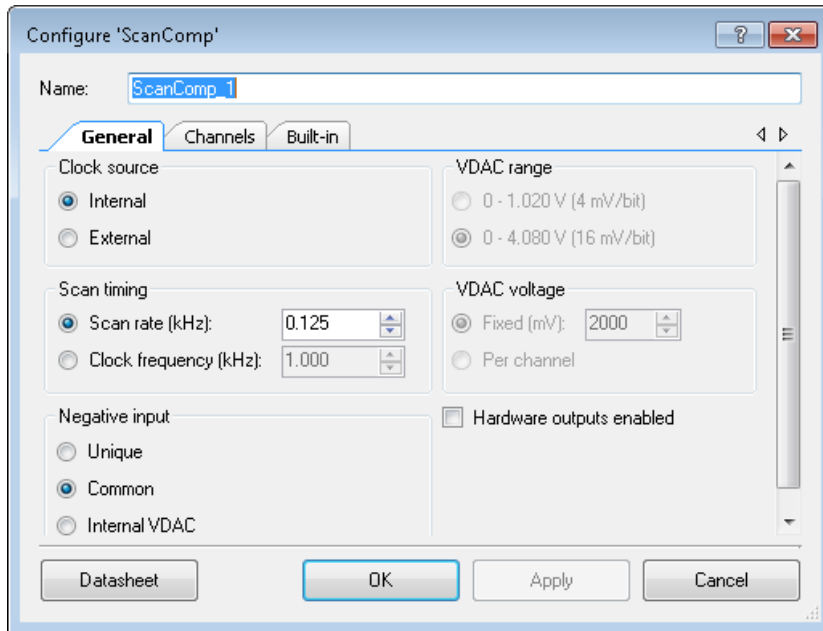 Configure 'ScanComp'
Name: ScanComp_1
General Channels Built-in
Clock source
Internal
External
VDAC range
0 - 1.020 V (4 mV/bit)
0 - 4.080 V (16 mV/bit)
Scan timing
Scan rate (kHz): 0.125
Clock frequency (kHz): 1.000
VDAC voltage
Fixed (mV): 2000
Per channel
Negative input
Unique
Common
Internal VDAC
Hardware outputs enabled
Datasheet OK Apply Cancel